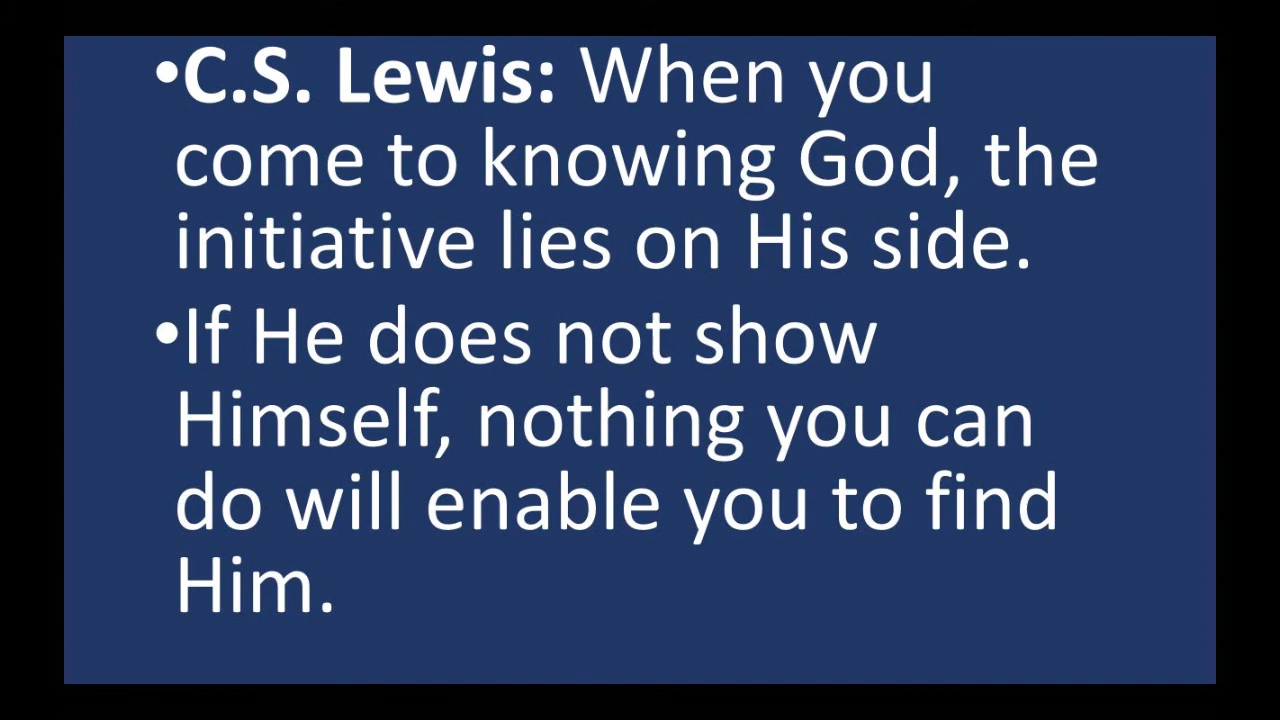 •C.S. Lewis: When you
come to knowing God, the
initiative lies on His side.
•If He does not show
Himself, nothing you can
do will enable you to find
Him.